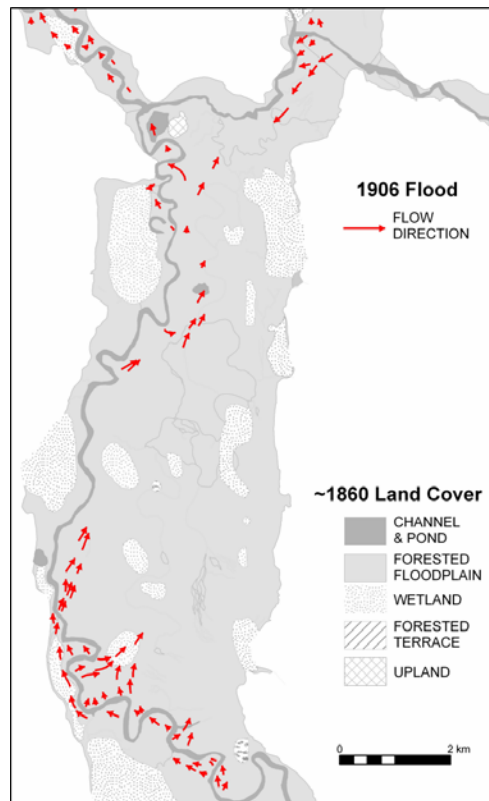 1906 Flood
FLOW
DIRECTION
~1860 Land Cover
CHANNEL
& POND
FORESTED
FLOODPLAIN
WETLAND
FORESTED
TERRACE
UPLAND
0 2 km